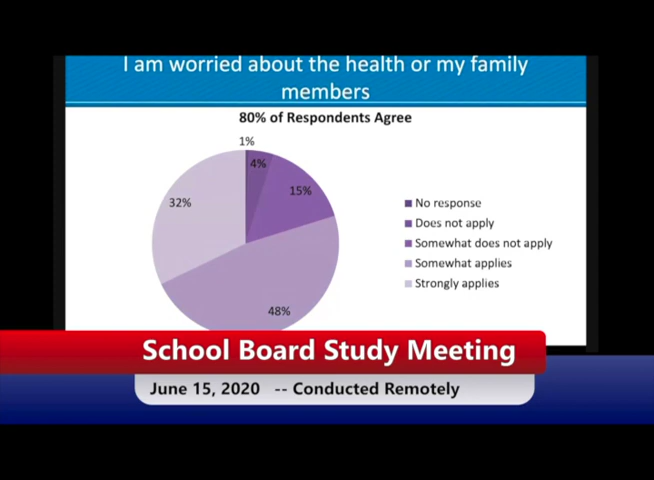 I am worried about the health or my family
members
80% of Respondents Agree
1%
4%
15%
32%
48%
No response
Does not apply
Somewhat does not apply
Somewhat applies
Strongly applies
School Board Study Meeting
June 15, 2020 -- Conducted Remotely